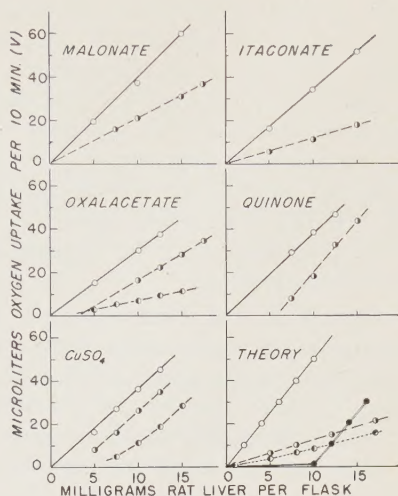 MICROLITERS OXYGEN UPTAKE PER 10 MIN. (V)
60
40
20
0
MALONATE
ITACONATE
40
20
0
OXALACETATE
QUINONE
60
40
20
0
CuSO4
THEORY
0 5 10 15 0 5 10 15
MILLIGRAMS RAT LIVER PER FLASK